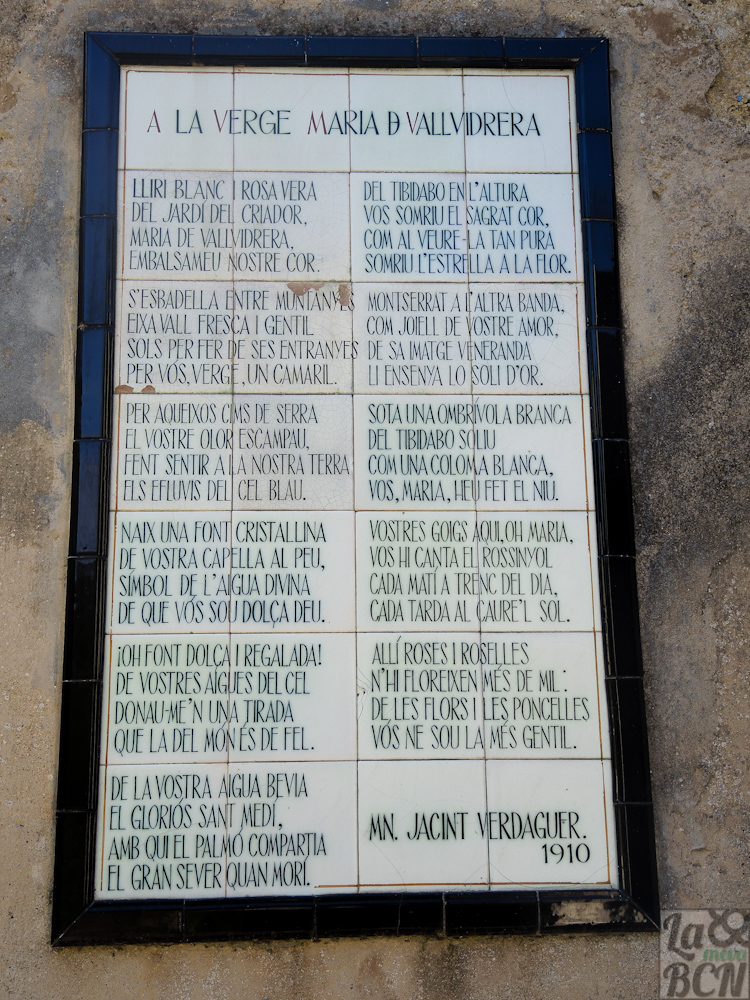 A LA VERGE MARIA D VALLVIDRERA
LLIRI BLANC I ROSA VERA
DEL JARDÍ DEL CRIADOR,
MARIA DE VALLVIDRERA,
EMBALSAMEU NOSTRE COR.
S'ESBADELLA ENTRE MUNTANYES
EIXA VALL FRESCA I GENTIL
SOLS PER FER DE SES ENTRANYES
PER VOS, VERGE, UN CAMARIL.
PER AQUEIXOS CIMS DE SERRA
EL VOSTRE OLOR ESCAMPAU,
FENT SENTIR A LA NOSTRA TERRA
ELS EFLUVIS DEL CEL BLAU.
NAIX UNA FONT CRISTALLINA
DE VOSTRA CAPELLA AL PEU,
SÍMBOL DE L'AIGUA DIVINA
DE QUE VÓS SOU DOLÇA DEU.
¡OH FONT DOLÇA I REGALADA!
DE VOSTRES AIGUES DEL CEL
DONAU-ME'N UNA TIRADA
QUE LA DEL MÓN ÉS DE FEL.
DE LA VOSTRA AIGUA BEVIA
EL GLORIÓS SANT MEDÍ,
AMB QUI EL PALMÓ COMPARTIA
EL GRAN SEVER QUAN MORÍ.
DEL TIBIDABO EN L'ALTURA
VOS SOMRIU EL SAGRAT COR,
COM AL VEURE-LA TAN PURA
SOMRIU L'ESTRELLA A LA FLOR.
MONTSERRAT A L'ALTRA BANDA,
COM JOIELL DE VOSTRE AMOR,
DE SA IMATGE VENERANDA
LI ENSENYA LO SOLI D'OR.
SOTA UNA OMBRÍVOLA BRANCA
DEL TIBIDABO SOLIU
COM UNA COLOMA BLANCA,
VOS, MARIA, HEU FET EL NIU.
VOSTRES GOIGS AQUI, OH MARIA,
VOS HI CANTA EL ROSSINYOL
CADA MATÍ A TRENC DEL DIA,
CADA TARDA AL CAURE'L SOL.
ALLÍ ROSES I ROSELLES
N'HI FLOREIXEN MÉS DE MIL:
DE LES FLORS I LES PONCELLES
VÓS NE SOU LA MÉS GENTIL.
MN. JACINT VERDAGUER.
1910
La
meva
BCN